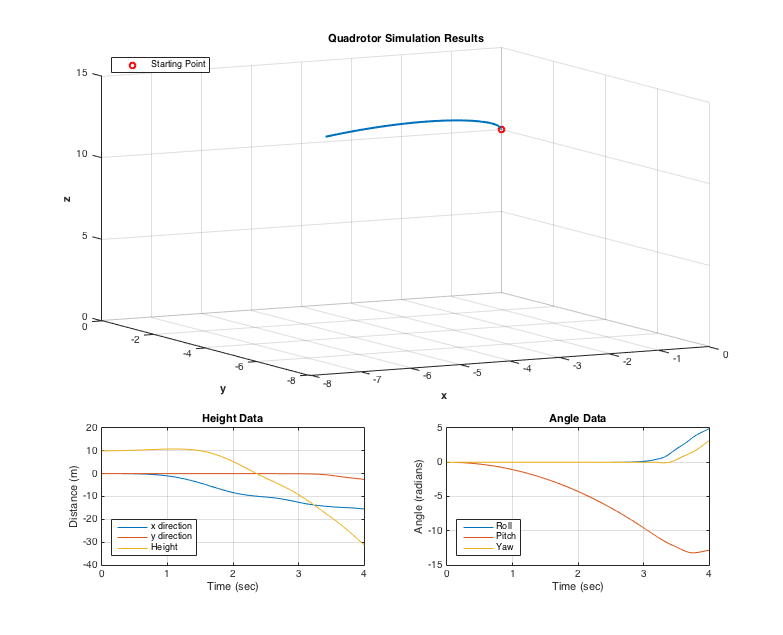 Quadrotor Simulation Results
Starting Point
15
10
5
0
z
0
-2
-4
-6
-8
y
-8
-7
-6
-5
-4
-3
-2
-1
0
x
Height Data
20
10
0
-10
-20
-30
-40
Distance (m)
x direction
y direction
Height
0
1
2
3
4
Time (sec)
Angle Data
5
0
-5
-10
-15
Angle (radians)
Roll
Pitch
Yaw
0
1
2
3
4
Time (sec)